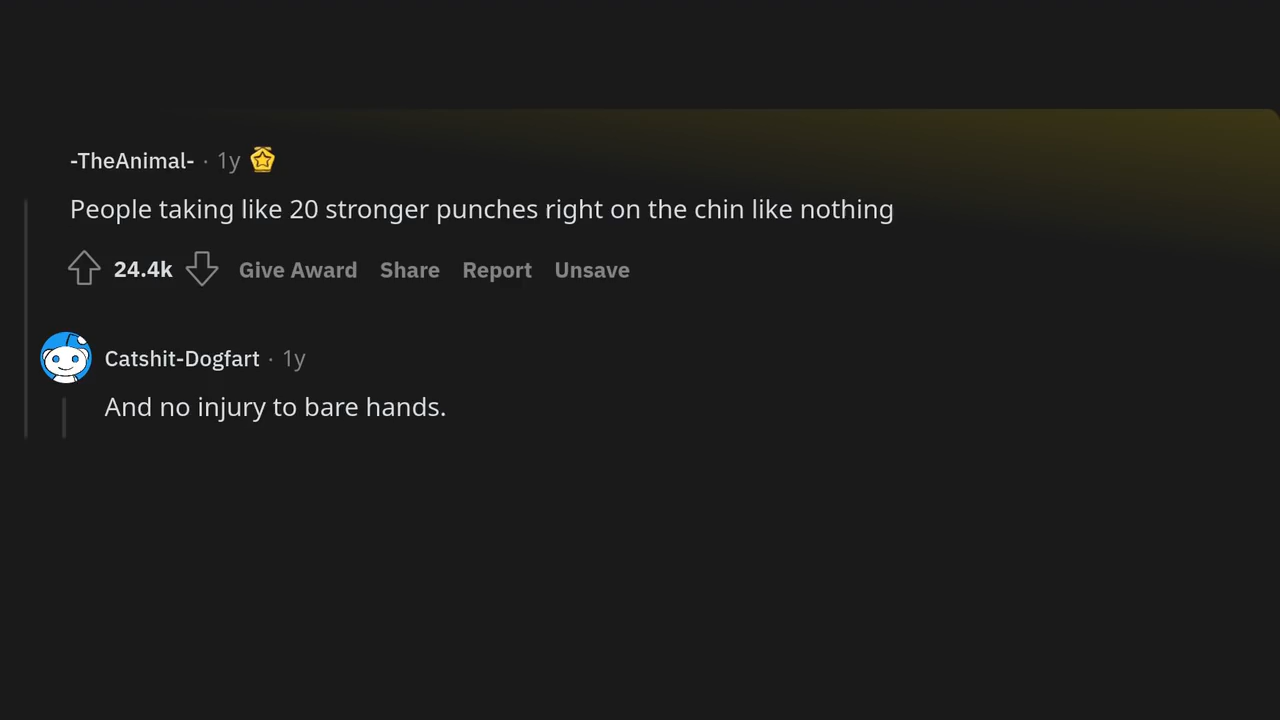 -TheAnimal- · 1y
People taking like 20 stronger punches right on the chin like nothing
24.4k Give Award Share Report Unsave
Catshit-Dogfart · 1y
And no injury to bare hands.